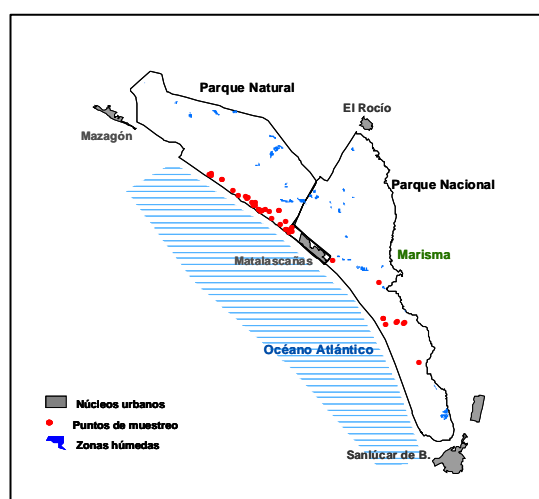 Parque Natural
El Rocío
Mazagón
Parque Nacional
Marisma
Matalascañas
Océano Atlántico
Núcleos urbanos
Puntos de muestreo
Zonas húmedas
Sanlúcar de B.